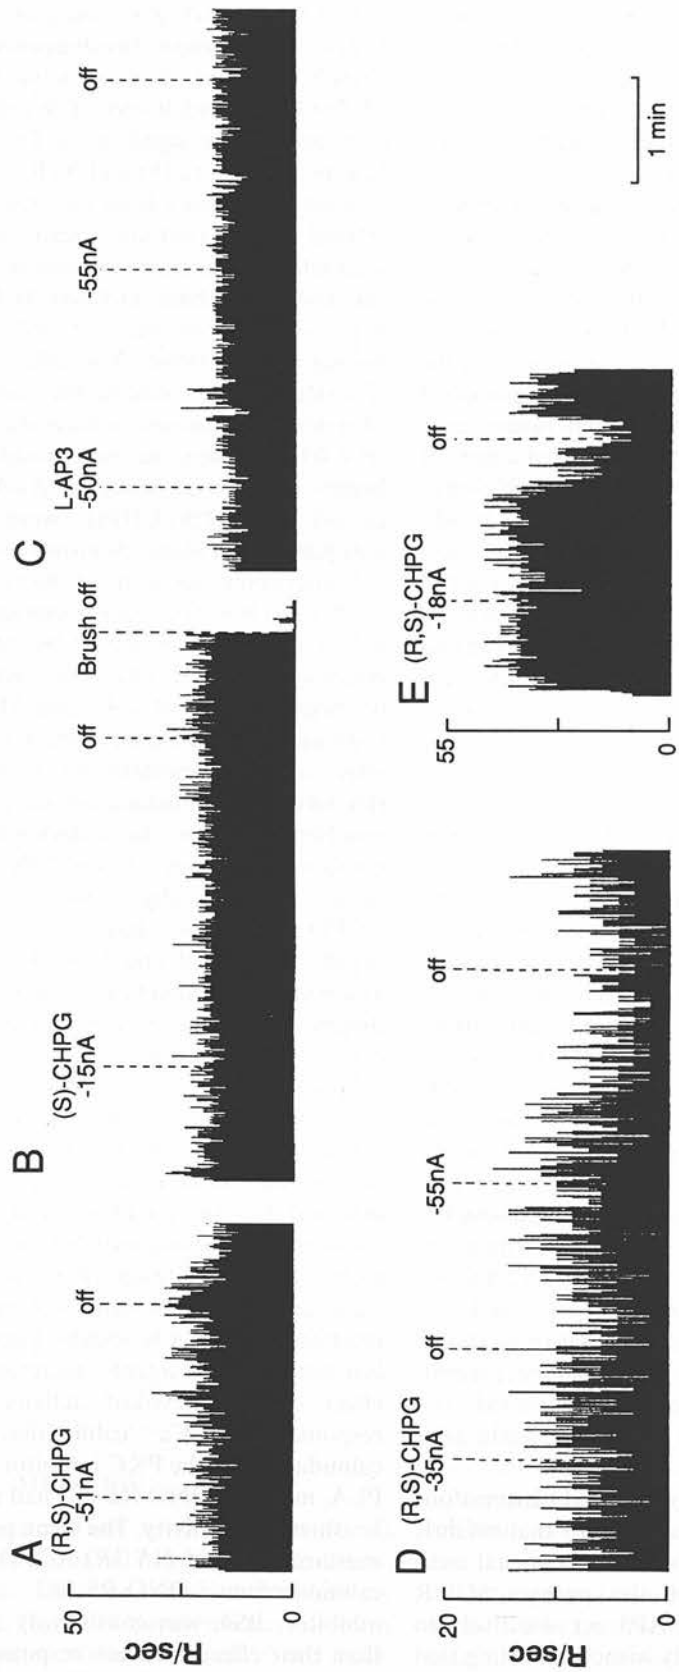 A
50
0
R/sec
(R,S)-CHPG
-51nA
off
B
(S)-CHPG
-15nA
off
Brush off
C
L-AP3
-50nA
-55nA
off
D
20
0
R/sec
(R,S)-CHPG
-35nA
off
-55nA
off
E
55
0
(R,S)-CHPG
-18nA
off
1 min